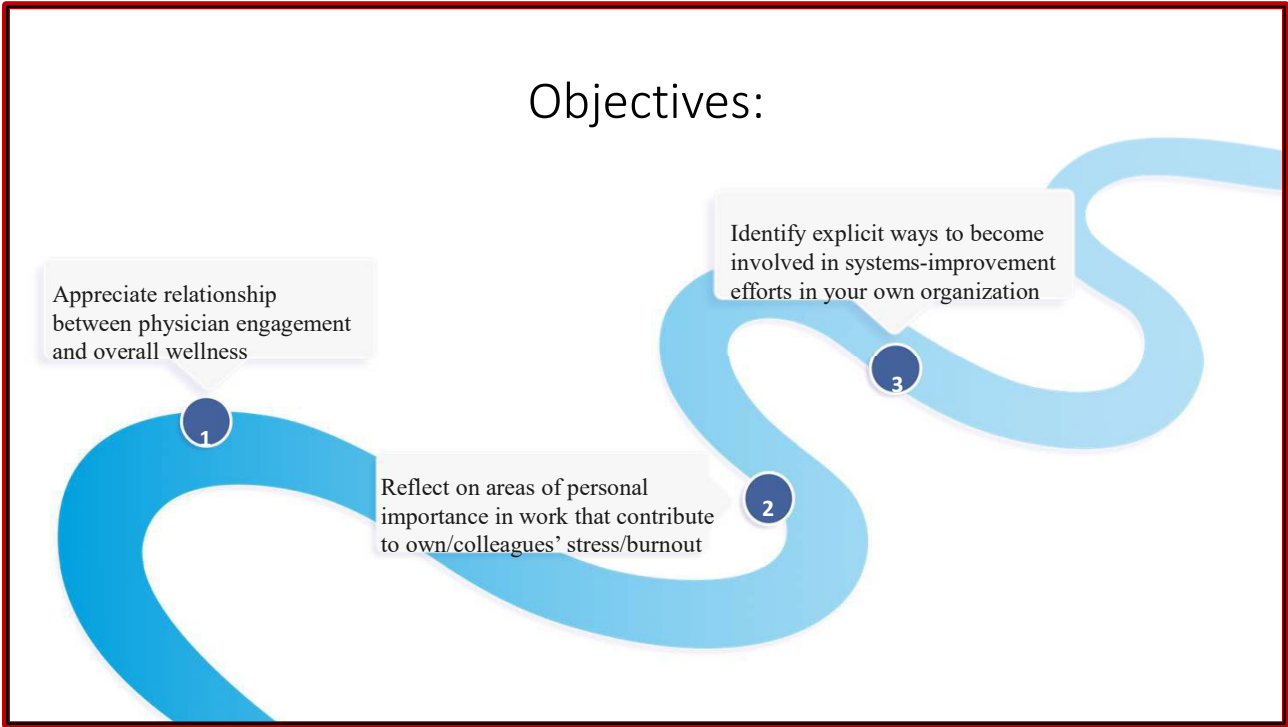 Objectives:
Appreciate relationship
between physician engagement
and overall wellness
1
Reflect on areas of personal
importance in work that contribute
to own/colleagues’ stress/burnout
2
Identify explicit ways to become
involved in systems-improvement
efforts in your own organization
3